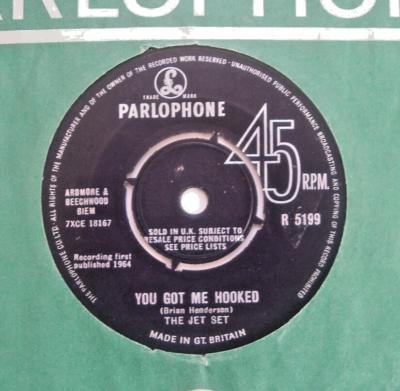 ARLOPHON
OF THE MANUFACTURER AND OF THE OWNER OF THE RECORDED WORK RESERVED - UNAUTHORISED PUBLIC PERFORMANCE BROADCASTING AND COPYING OF THIS RECORD PROHIBITED
THE PARLOPHONE CO. LTD.
£
TRADE MARK
PARLOPHONE
45
R.P.M.
R 5199
ARDMORE &
BEECHWOOD
BIEM
7XCE 18167
SOLD IN U.K. SUBJECT TO
RESALE PRICE CONDITIONS,
SEE PRICE LISTS
Recording first
published 1964
YOU GOT ME HOOKED
(Brian Henderson)
THE JET SET
MADE IN GT. BRITAIN